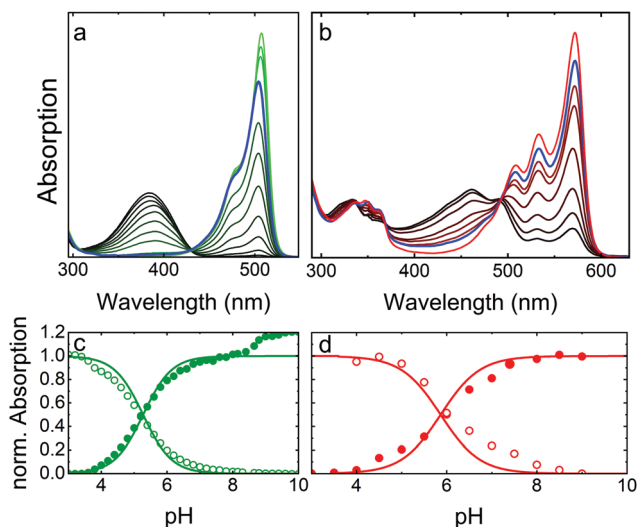 a
b
Absorption
300 400 500
300 400 500 600
Wavelength (nm)
Wavelength (nm)
c
d
norm. Absorption
1.2
1.0
0.8
0.6
0.4
0.2
0.0
4 6 8 10
4 6 8 10
pH
pH